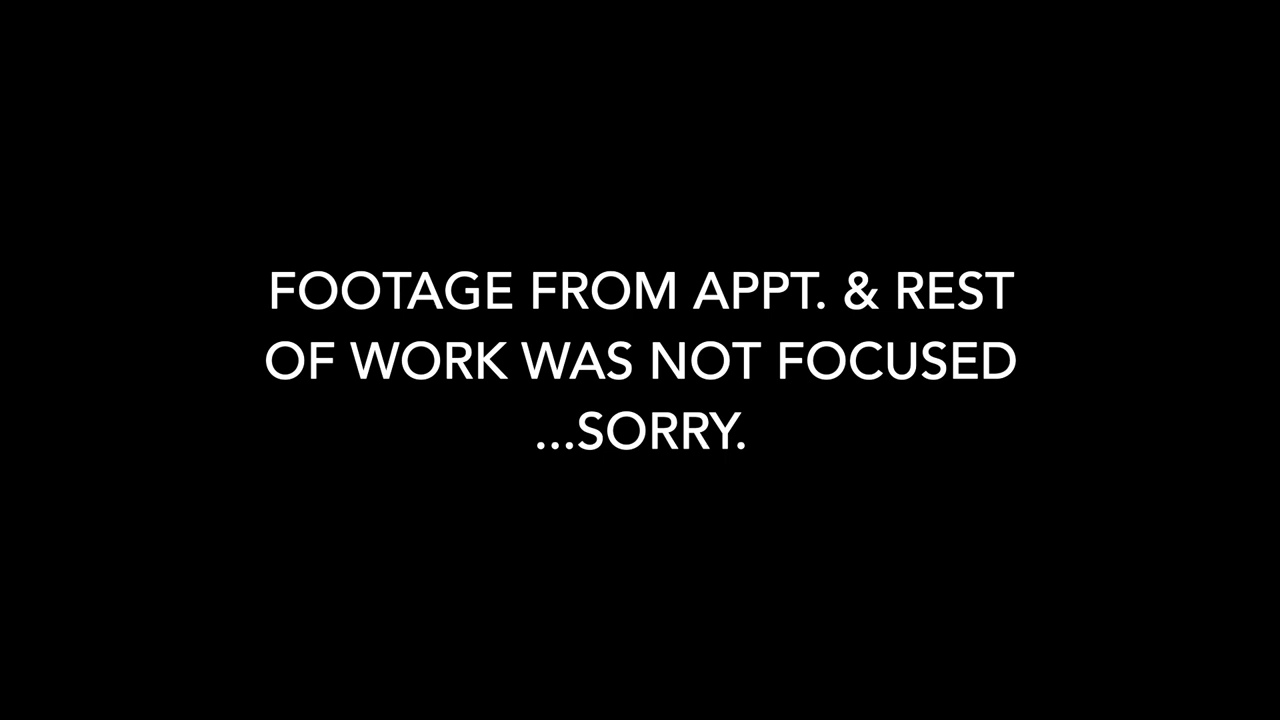 FOOTAGE FROM APPT. & REST
OF WORK WAS NOT FOCUSED
...SORRY.